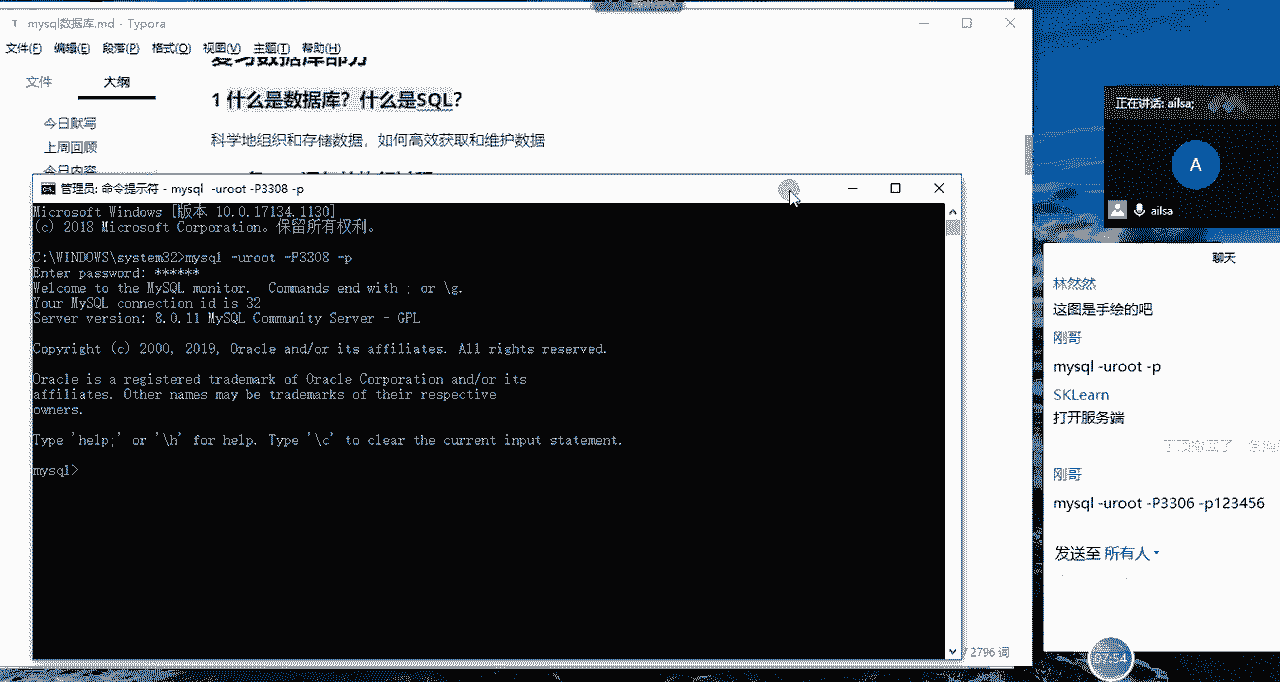 mysql数据库.md - Typora
文件(F) 编辑(E) 段落(P) 格式(O) 视图(V) 主题(T) 帮助(H)
文件 大纲
今日默写
上周回顾
今日内容
复习数据库部分
1 什么是数据库？什么是SQL？
科学地组织和存储数据，如何高效获取和维护数据
管理员: 命令提示符 - mysql -uroot -P3308 -p
Microsoft Windows [版本 10.0.17134.1130]
(c) 2018 Microsoft Corporation。保留所有权利。
C:\WINDOWS\system32>mysql -uroot -P3308 -p
Enter password: ******
Welcome to the MySQL monitor.  Commands end with ; or \g.
Your MySQL connection id is 32
Server version: 8.0.11 MySQL Community Server - GPL
Copyright (c) 2000, 2019, Oracle and/or its affiliates. All rights reserved.
Oracle is a registered trademark of Oracle Corporation and/or its
affiliates. Other names may be trademarks of their respective
owners.
Type 'help;' or '\h' for help. Type '\c' to clear the current input statement.
mysql>
2796 词
正在讲话: ailsa;
A
ailsa
聊天
林然然
这图是手绘的吧
刚哥
mysql -uroot -p
SKLearn
打开服务端
刚哥
mysql -uroot -P3306 -p123456
发送至 所有人
07:54